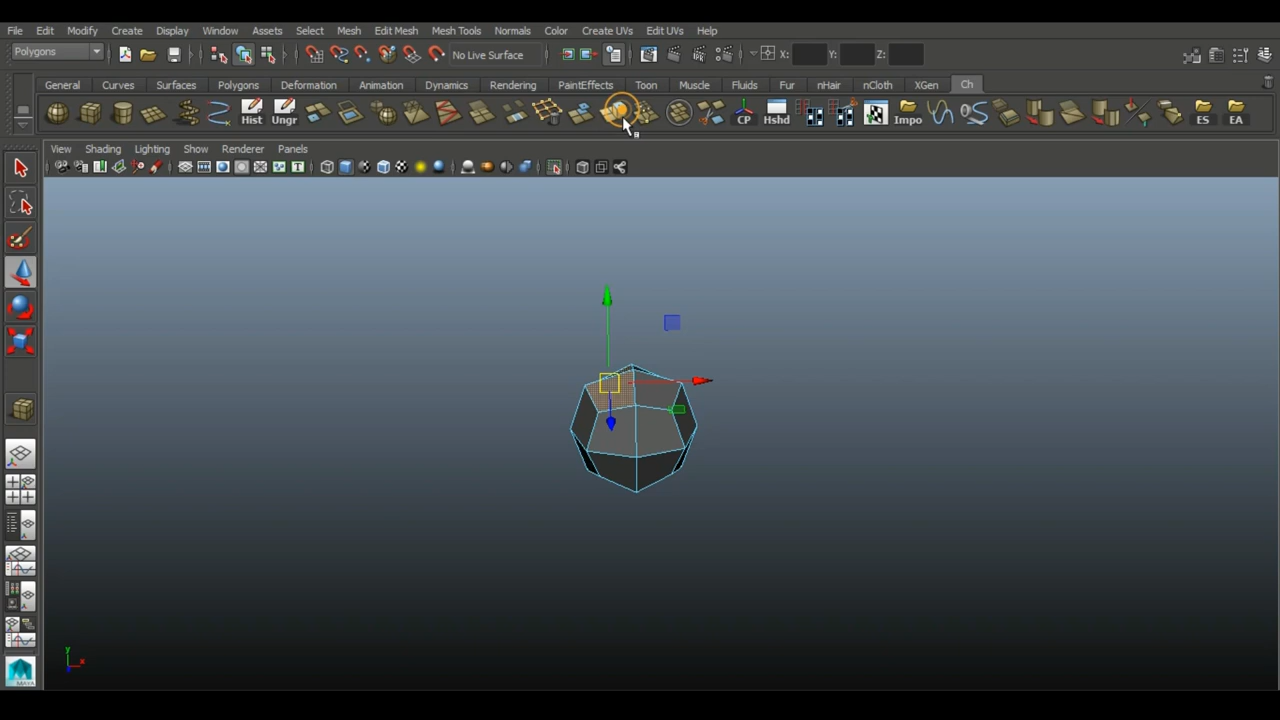 File Edit Modify Create Display Window Assets Select Mesh Edit Mesh Mesh Tools Normals Color Create UVs Edit UVs Help
Polygons No Live Surface X: Y: Z:
General Curves Surfaces Polygons Deformation Animation Dynamics Rendering PaintEffects Toon Muscle Fluids Fur nHair nCloth XGen Ch
Hist Ungr CP Hshd Impo ES EA
View Shading Lighting Show Renderer Panels
y
x
MAYA